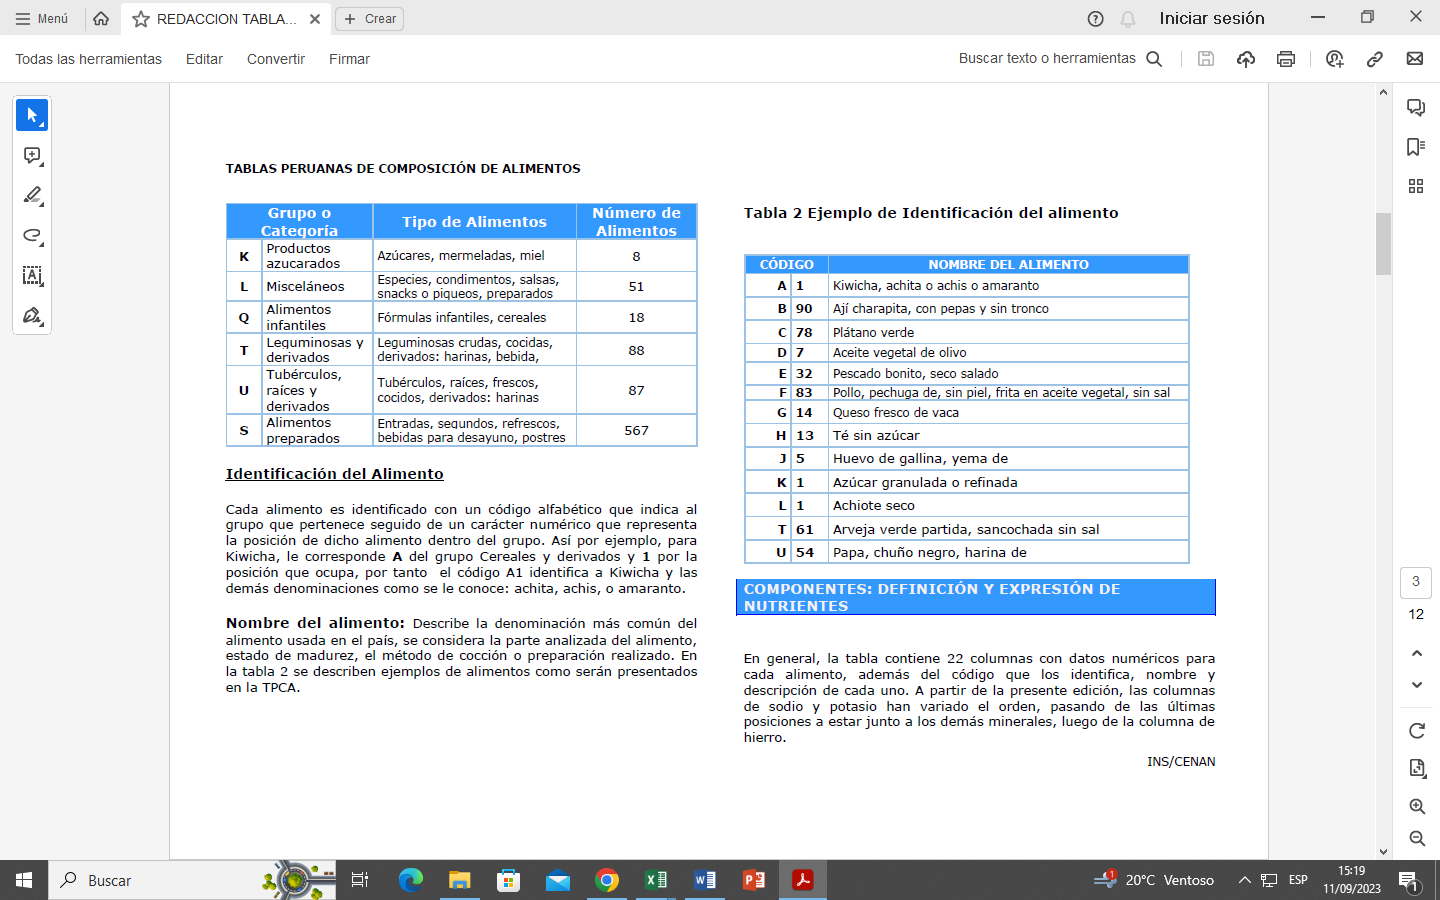 Menú
REDACCION TABLA...
Crear
Iniciar sesión
Todas las herramientas
Editar
Convertir
Firmar
Buscar texto o herramientas
TABLAS PERUANAS DE COMPOSICIÓN DE ALIMENTOS
Grupo o Categoría Tipo de Alimentos Número de Alimentos
K Productos azucarados Azúcares, mermeladas, miel 8
L Misceláneos Especies, condimentos, salsas, snacks o piqueos, preparados 51
Q Alimentos infantiles Fórmulas infantiles, cereales 18
T Leguminosas y derivados Leguminosas crudas, cocidas, derivados: harinas, bebida, 88
U Tubérculos, raíces y derivados Tubérculos, raíces, frescos, cocidos, derivados: harinas 87
S Alimentos preparados Entradas, segundos, refrescos, bebidas para desayuno, postres 567
Identificación del Alimento
Cada alimento es identificado con un código alfabético que indica al
grupo que pertenece seguido de un carácter numérico que representa
la posición de dicho alimento dentro del grupo. Así por ejemplo, para
Kiwicha, le corresponde A del grupo Cereales y derivados y 1 por la
posición que ocupa, por tanto el código A1 identifica a Kiwicha y las
demás denominaciones como se le conoce: achita, achis, o amaranto.
Nombre del alimento: Describe la denominación más común del
alimento usada en el país, se considera la parte analizada del alimento,
estado de madurez, el método de cocción o preparación realizado. En
la tabla 2 se describen ejemplos de alimentos como serán presentados
en la TPCA.
Tabla 2 Ejemplo de Identificación del alimento
CÓDIGO NOMBRE DEL ALIMENTO
A 1 Kiwicha, achita o achis o amaranto
B 90 Ají charapita, con pepas y sin tronco
C 78 Plátano verde
D 7 Aceite vegetal de olivo
E 32 Pescado bonito, seco salado
F 83 Pollo, pechuga de, sin piel, frita en aceite vegetal, sin sal
G 14 Queso fresco de vaca
H 13 Té sin azúcar
J 5 Huevo de gallina, yema de
K 1 Azúcar granulada o refinada
L 1 Achiote seco
T 61 Arveja verde partida, sancochada sin sal
U 54 Papa, chuño negro, harina de
COMPONENTES: DEFINICIÓN Y EXPRESIÓN DE
NUTRIENTES
En general, la tabla contiene 22 columnas con datos numéricos para
cada alimento, además del código que los identifica, nombre y
descripción de cada uno. A partir de la presente edición, las columnas
de sodio y potasio han variado el orden, pasando de las últimas
posiciones a estar junto a los demás minerales, luego de la columna de
hierro.
INS/CENAN
3
12
Buscar
1
20°C Ventoso
ESP
15:19
11/09/2023
1